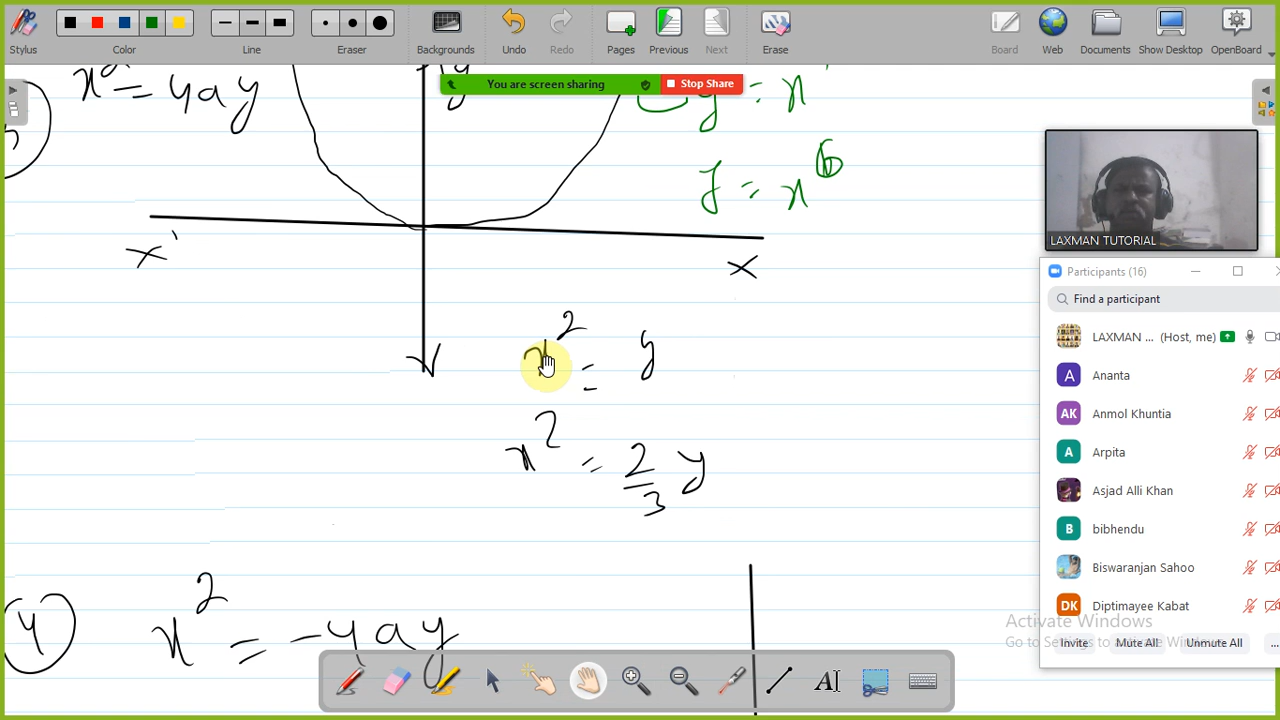 Stylus
Color
Line
Eraser
Backgrounds
Undo
Redo
Pages
Previous
Next
Erase
Board
Web
Documents
Show Desktop
OpenBoard
You are screen sharing
Stop Share
x² = 4ay
y
y = x
y = x⁶
x'
x
x² = y
x² = 2/3 y
4
x² = -4ay
LAXMAN TUTORIAL
Participants (16)
Find a participant
LAXMAN ... (Host, me)
A Ananta
AK Anmol Khuntia
A Arpita
Asjad Alli Khan
B bibhendu
Biswaranjan Sahoo
DK Diptimayee Kabat
Activate Windows
Invite
Mute All
Unmute All
...